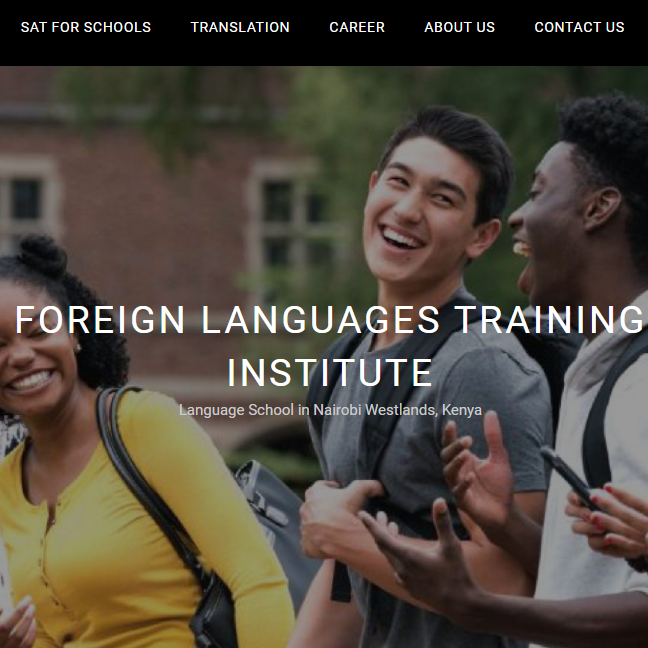 SAT FOR SCHOOLS TRANSLATION CAREER ABOUT US CONTACT US
FOREIGN LANGUAGES TRAINING
INSTITUTE
Language School in Nairobi Westlands, Kenya